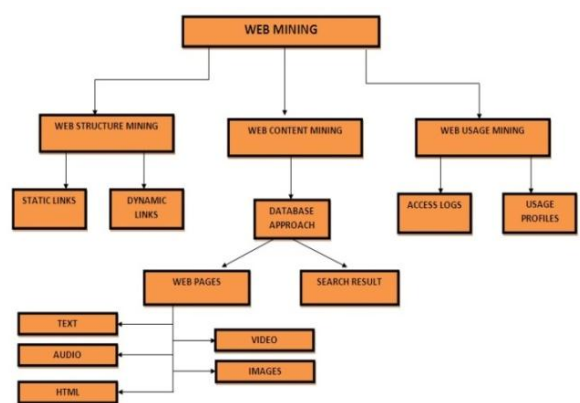 WEB MINING
WEB STRUCTURE MINING
WEB CONTENT MINING
WEB USAGE MINING
STATIC LINKS
DYNAMIC
LINKS
DATABASE
APPROACH
ACCESS LOGS
USAGE
PROFILES
WEB PAGES
SEARCH RESULT
TEXT
VIDEO
AUDIO
IMAGES
HTML